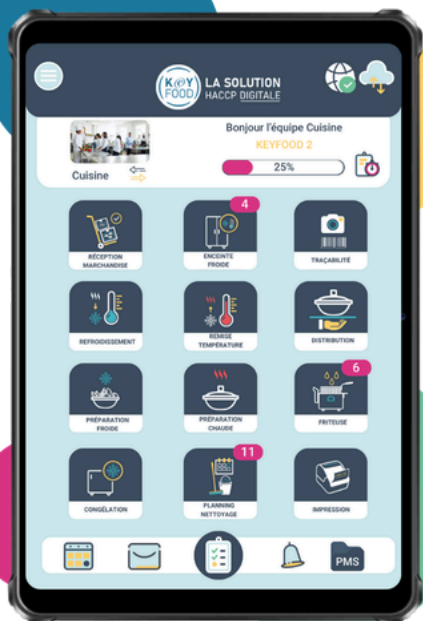 KEY
FOOD
LA SOLUTION
HACCP DIGITALE
Bonjour l'équipe Cuisine
KEYFOOD 2
25%
Cuisine
4
RÉCEPTION
MARCHANDISE
ENCEINTE
FROIDE
TRAÇABILITÉ
REFROIDISSEMENT
REMISE
TEMPÉRATURE
DISTRIBUTION
6
PRÉPARATION
FROIDE
PRÉPARATION
CHAUDE
FRITEUSE
11
CONGÉLATION
PLANNING
NETTOYAGE
IMPRESSION
PMS